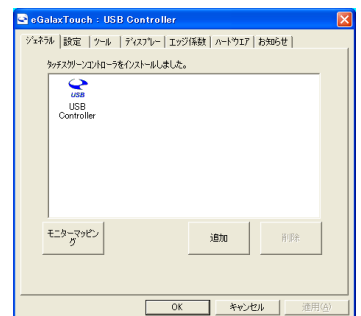 eGalaxTouch : USB Controller
ジェネラル 設定 ツール ディスプレー エッジ係数 ハードウエア お知らせ
タッチスクリーンコントローラをインストールしました。
USB
USB
Controller
モニターマッピン
グ
追加
削除
OK
キャンセル
適用(A)